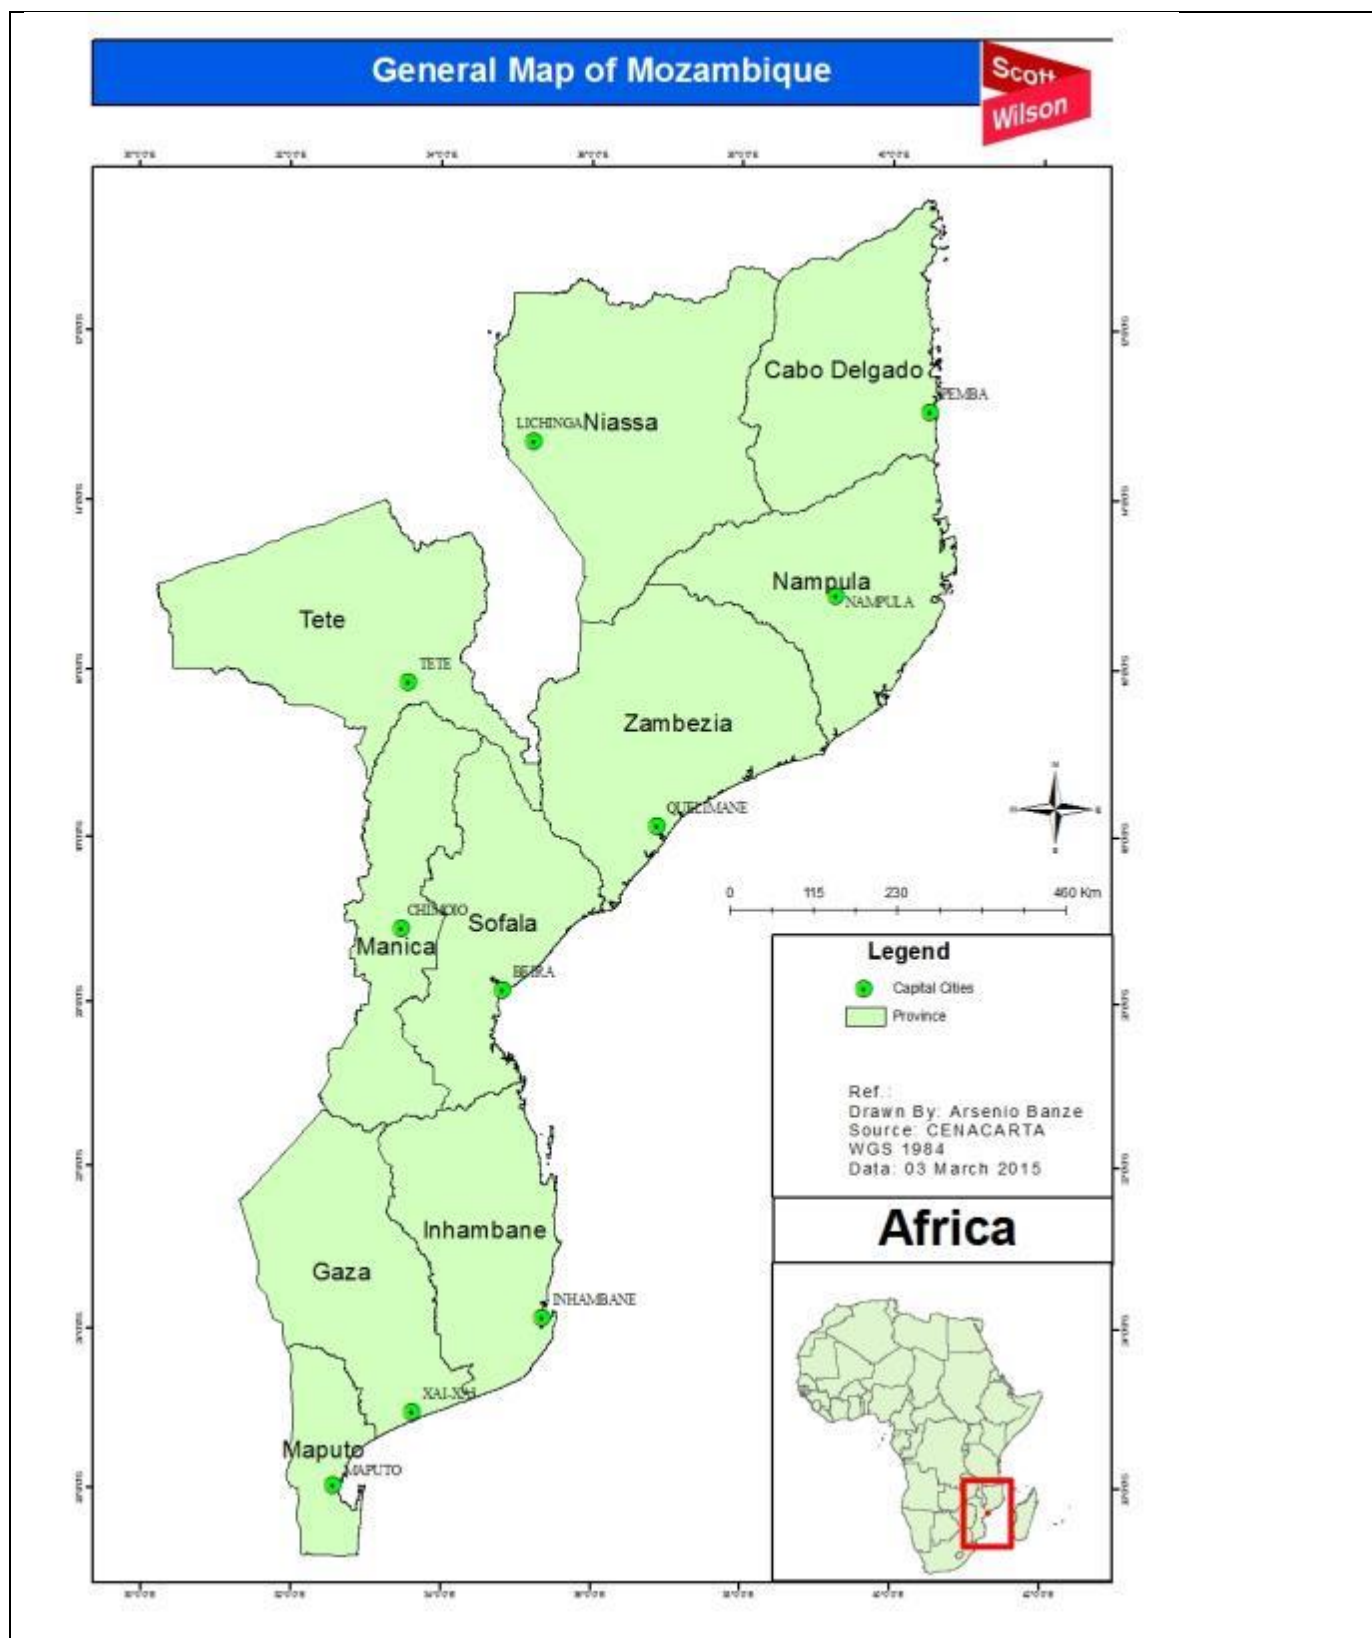 General Map of Mozambique
Scott
Wilson
Cabo Delgado
PEMBA
LICHINGA Niassa
Nampula
NAMPULA
Tete
TETE
Zambezia
QUELIMANE
CHIMOIO
Manica
Sofala
BEIRA
0 115 230 460 Km
Legend
Capital Cities
Province
Ref.:
Drawn By: Arsenio Banze
Source: CENACARTA
WGS 1984
Data: 03 March 2015
Inhambane
Gaza
INHAMBANE
XAI-XAI
Maputo
MAPUTO
Africa